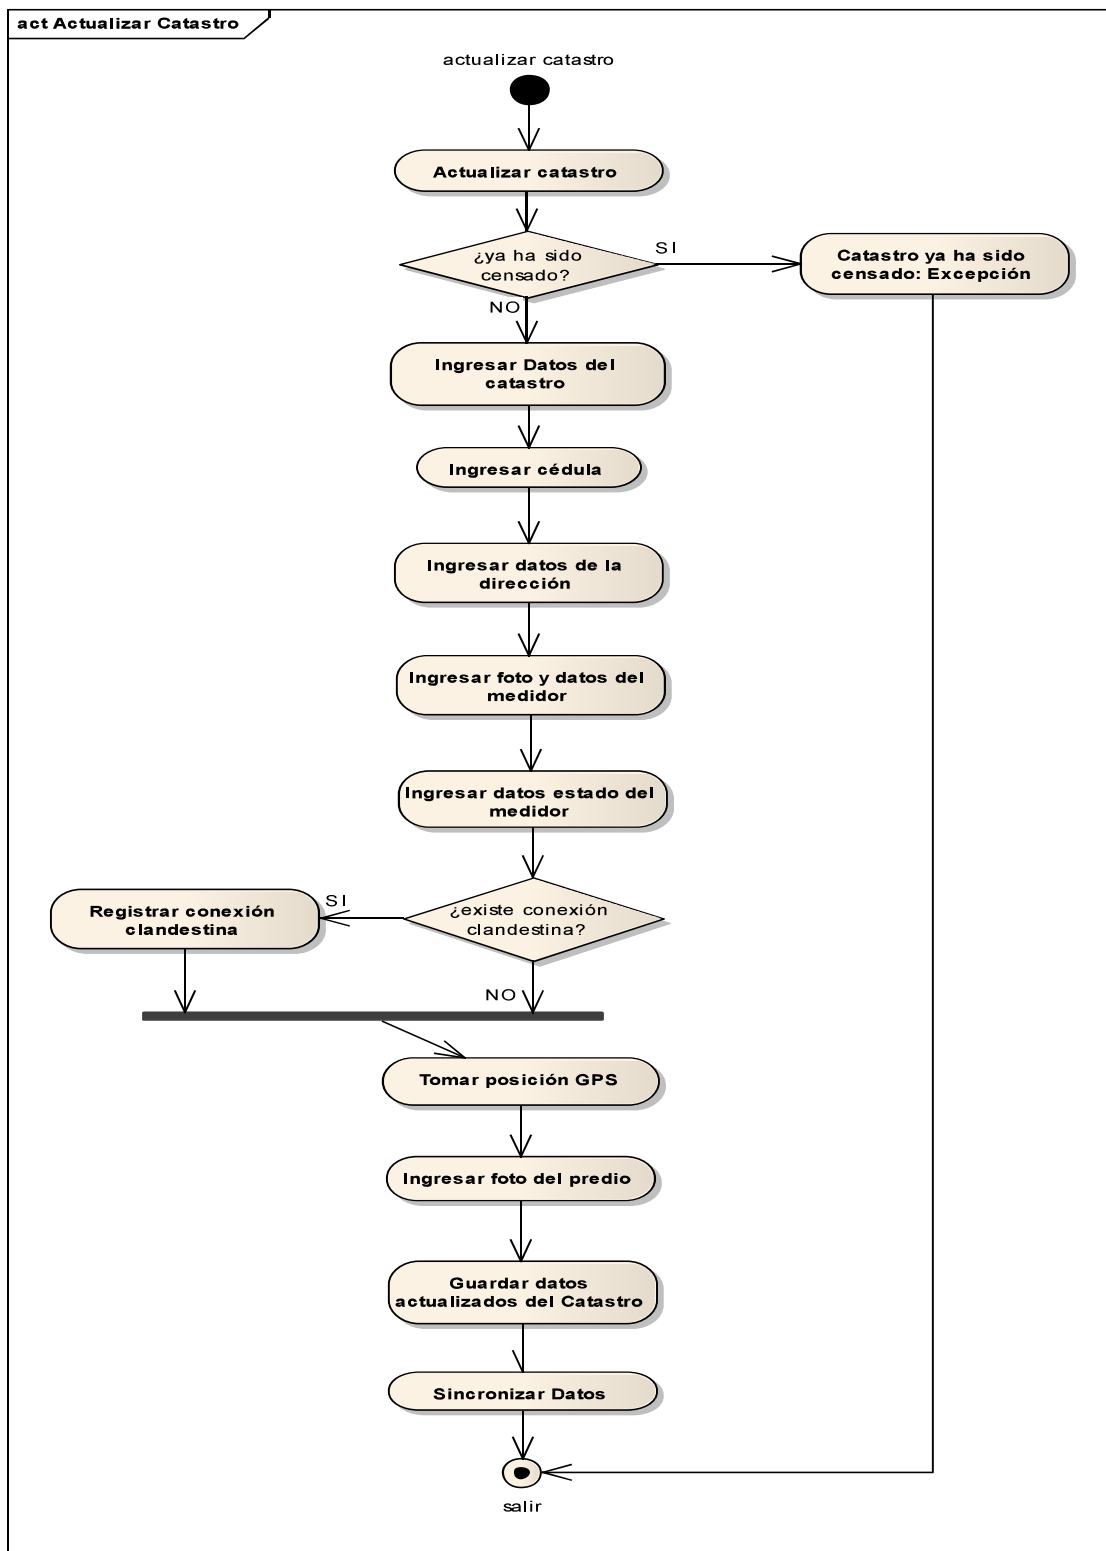 act Actualizar Catastro
actualizar catastro
Actualizar catastro
¿ya ha sido
censado?
SI
Catastro ya ha sido
censado: Excepción
NO
Ingresar Datos del
catastro
Ingresar cédula
Ingresar datos de la
dirección
Ingresar foto y datos del
medidor
Ingresar datos estado del
medidor
¿existe conexión
clandestina?
SI
Registrar conexión
clandestina
NO
Tomar posición GPS
Ingresar foto del predio
Guardar datos
actualizados del Catastro
Sincronizar Datos
salir